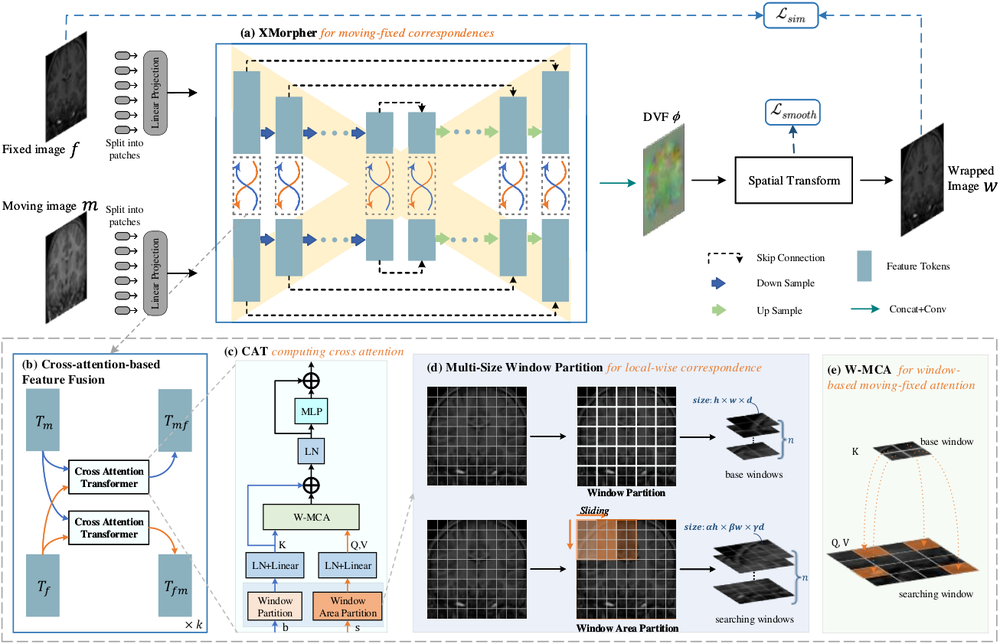 ℒsim
(a) XMorpher for moving-fixed correspondences
Fixed image f
Split into
patches
Linear Projection
Moving image m
Split into
patches
Linear Projection
DVF ϕ
ℒsmooth
Spatial Transform
Wrapped
Image w
Skip Connection
Down Sample
Up Sample
Feature Tokens
Concat+Conv
(b) Cross-attention-based
Feature Fusion
Tm
Tmf
Cross Attention
Transformer
Cross Attention
Transformer
Tf
Tfm
× k
(c) CAT computing cross attention
MLP
LN
W-MCA
K
Q,V
LN+Linear
LN+Linear
Window
Partition
Window
Area Partition
b
s
(d) Multi-Size Window Partition for local-wise correspondence
size: h × w × d
n
Window Partition
base windows
Sliding
size: αh × βw × γd
n
Window Area Partition
searching windows
(e) W-MCA for window-
based moving-fixed attention
K
base window
Q, V
searching window